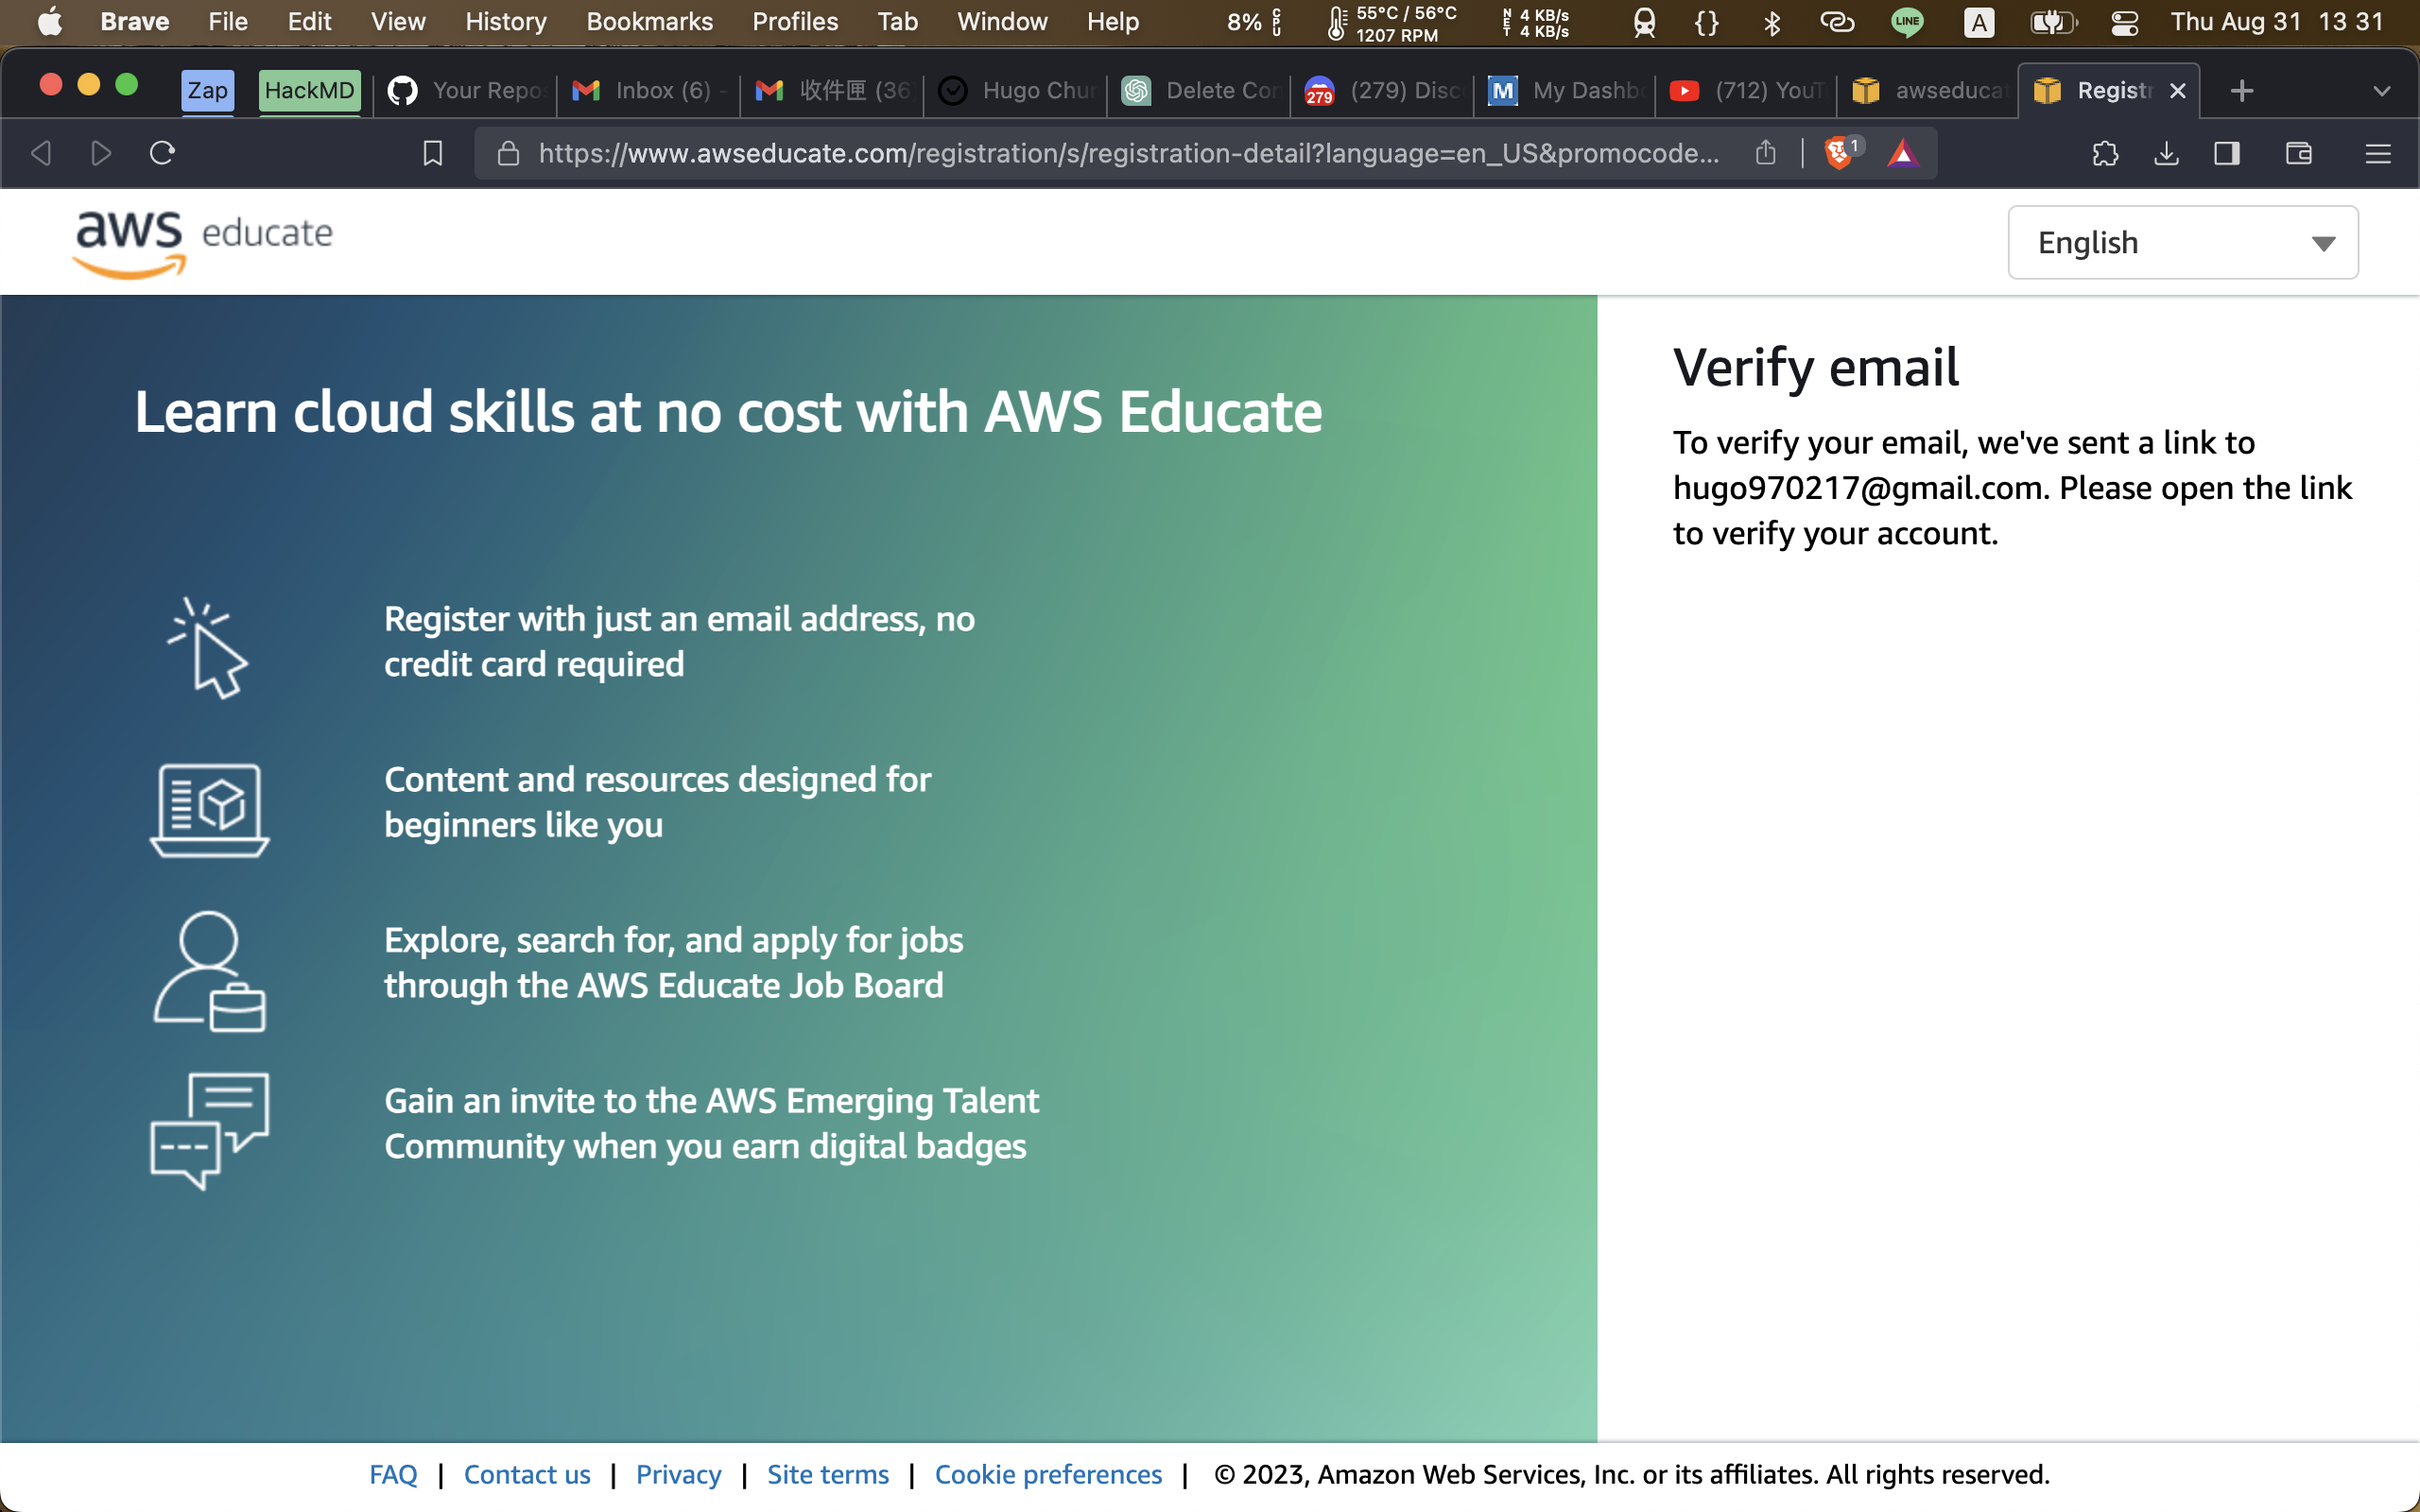 Brave File Edit View History Bookmarks Profiles Tab Window Help 8% CPU 55°C / 56°C 1207 RPM NET 4 KB/s 4 KB/s LINE A Thu Aug 31 13 31
Zap HackMD Your Repos Inbox (6) - 收件匣 (36 Hugo Chu Delete Co 279 (279) Disc M My Dashb (712) YouT awseducat Regist
https://www.awseducate.com/registration/s/registration-detail?language=en_US&promocode... 1
aws educate
English
Learn cloud skills at no cost with AWS Educate
Register with just an email address, no
credit card required
Content and resources designed for
beginners like you
Explore, search for, and apply for jobs
through the AWS Educate Job Board
Gain an invite to the AWS Emerging Talent
Community when you earn digital badges
Verify email
To verify your email, we've sent a link to
hugo970217@gmail.com. Please open the link
to verify your account.
FAQ | Contact us | Privacy | Site terms | Cookie preferences | © 2023, Amazon Web Services, Inc. or its affiliates. All rights reserved.